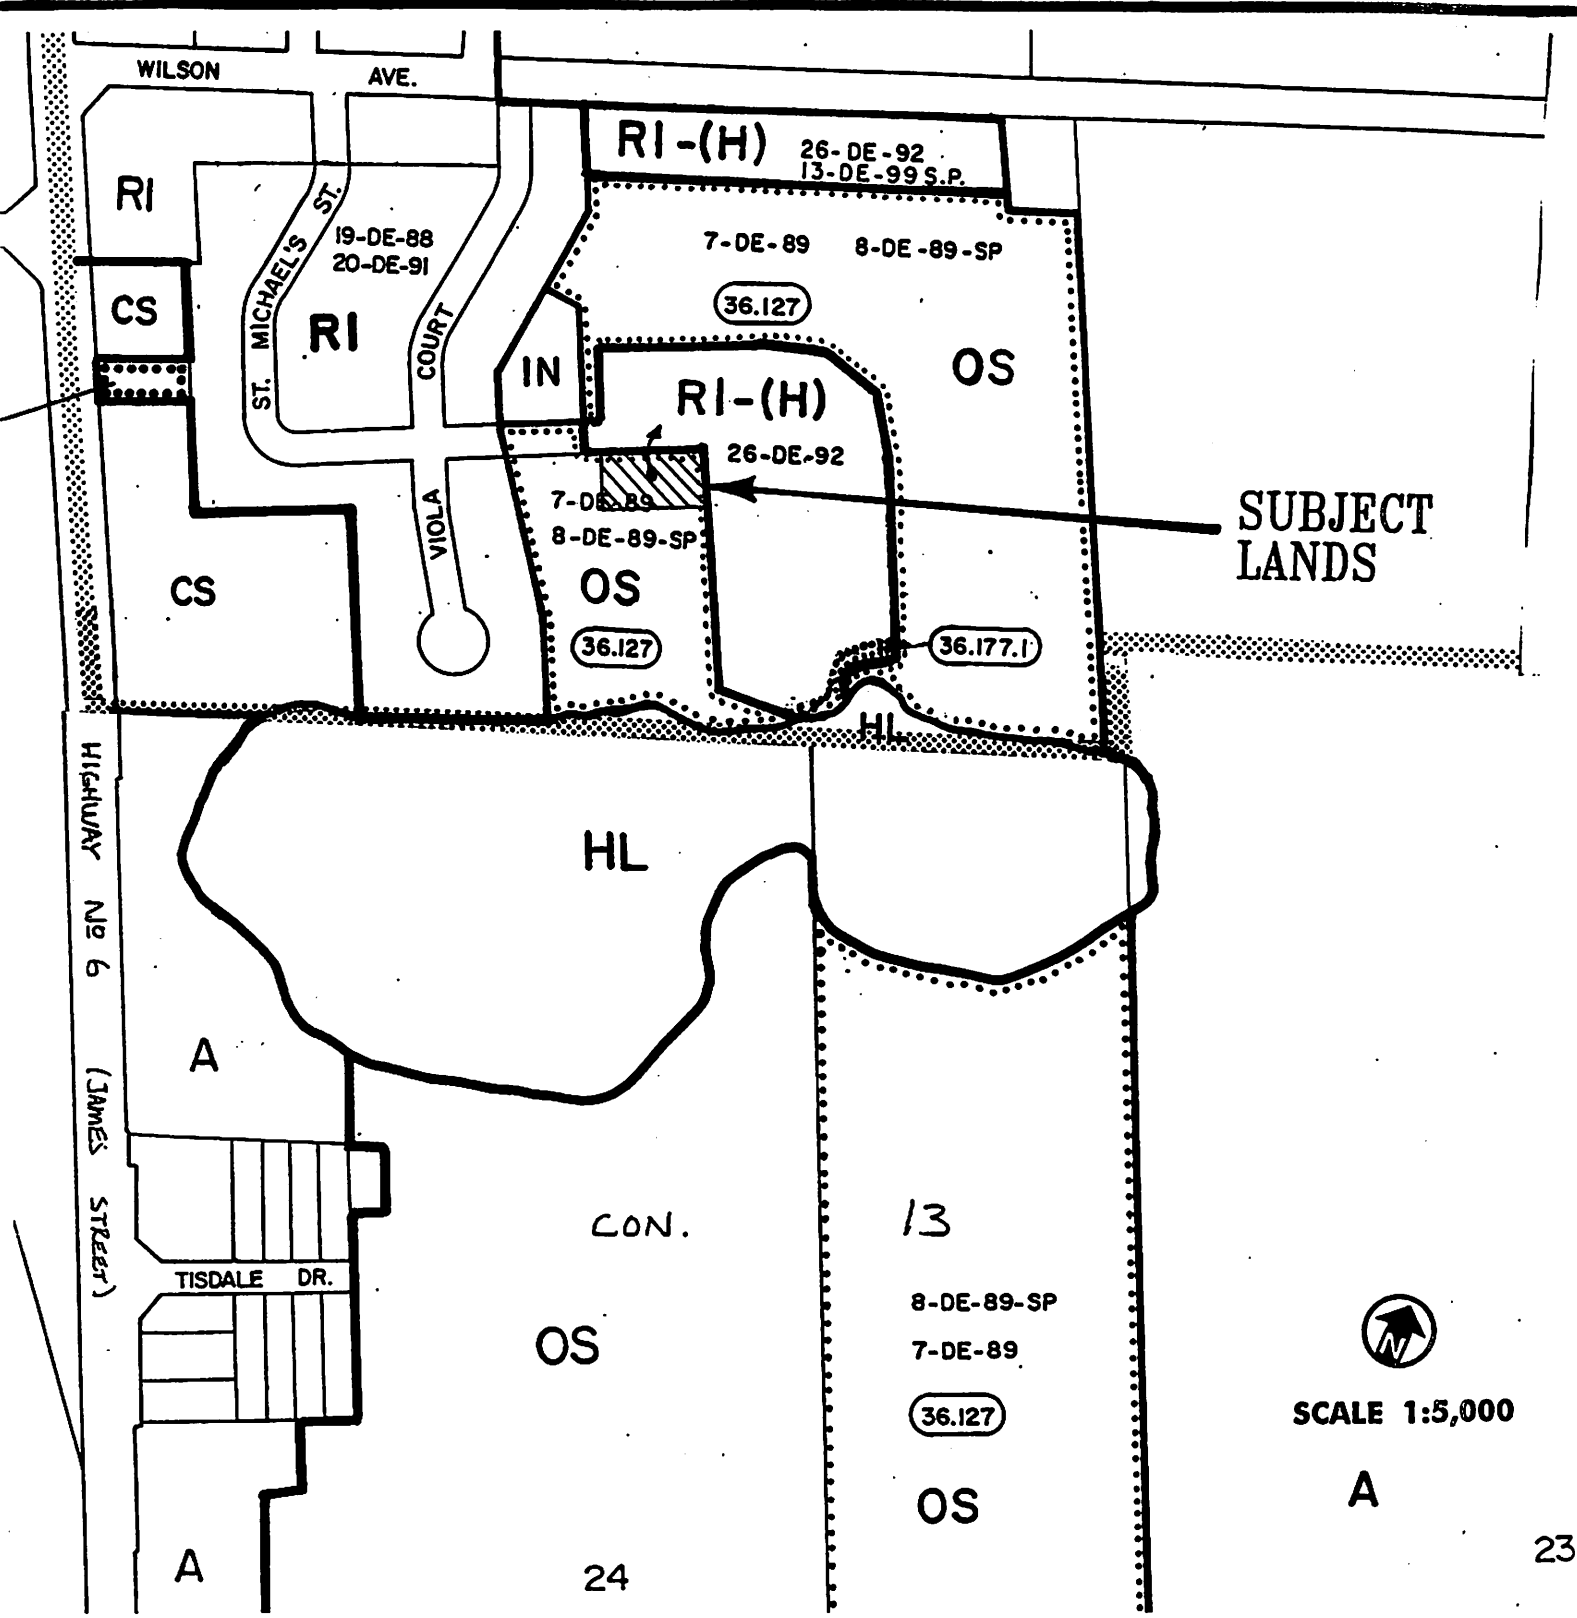 WILSON AVE.
RI-(H)
26-DE-92
13-DE-99 S.P.
RI
ST. MICHAEL'S ST.
19-DE-88
20-DE-91
7-DE-89 8-DE-89-SP
36.127
CS
RI
VIOLA COURT
IN
OS
RI-(H)
26-DE-92
7-DE-89
8-DE-89-SP
SUBJECT
LANDS
CS
OS
36.127
36.177.1
HL
HIGHWAY No 6 (JAMES STREET)
HL
A
CON. 13
TISDALE DR.
8-DE-89-SP
OS
7-DE-89
N
36.127
SCALE 1:5,000
OS
A
A
24
23